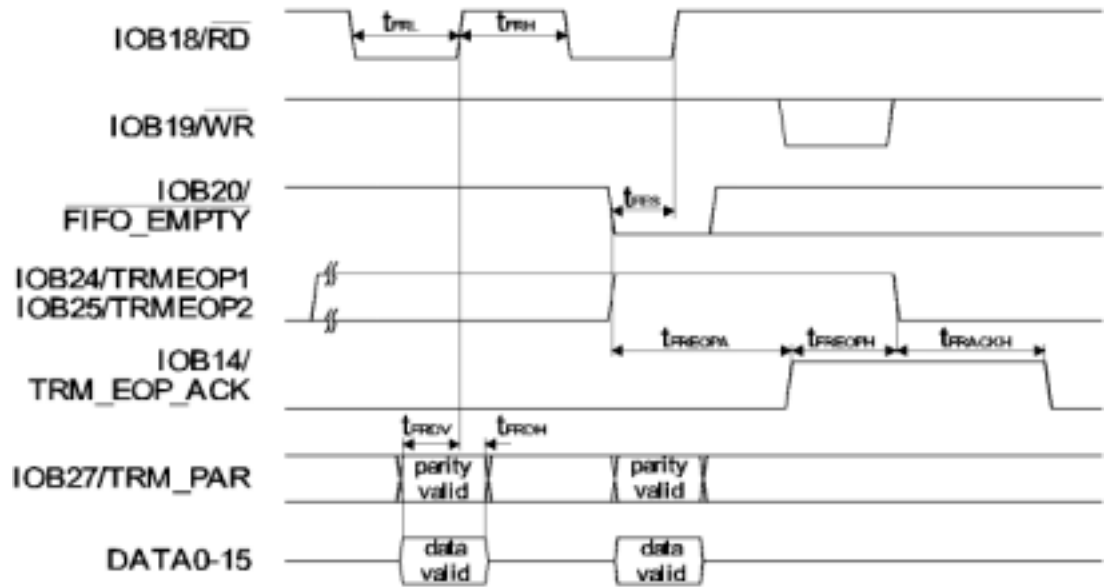 tFRL
tFRH
IOB18/RD
IOB19/WR
IOB20/
FIFO_EMPTY
tFES
IOB24/TRMEOP1
IOB25/TRMEOP2
tFREOPA
tFREOPH
tFRACKH
IOB14/
TRM_EOP_ACK
tFRDV
tFRDH
IOB27/TRM_PAR
parity
valid
parity
valid
DATA0-15
data
valid
data
valid